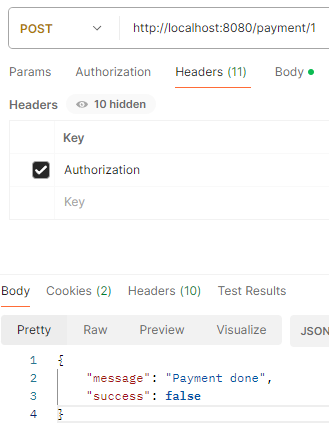 POST http://localhost:8080/payment/1
Params Authorization Headers (11) Body
Headers 10 hidden
Key
Authorization
Key
Body Cookies (2) Headers (10) Test Results
Pretty Raw Preview Visualize JSON
1 {
2 "message": "Payment done",
3 "success": false
4 }